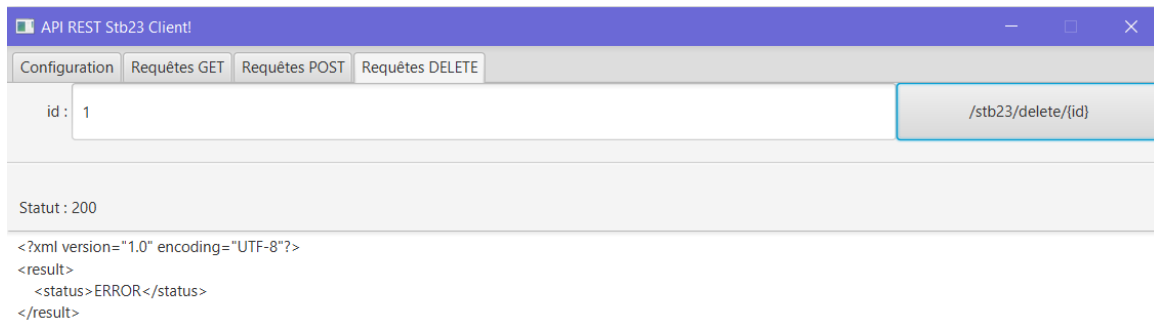 API REST Stb23 Client!
Configuration Requêtes GET Requêtes POST Requêtes DELETE
id : 1 /stb23/delete/{id}
Statut : 200
<?xml version="1.0" encoding="UTF-8"?>
<result>
<status>ERROR</status>
</result>